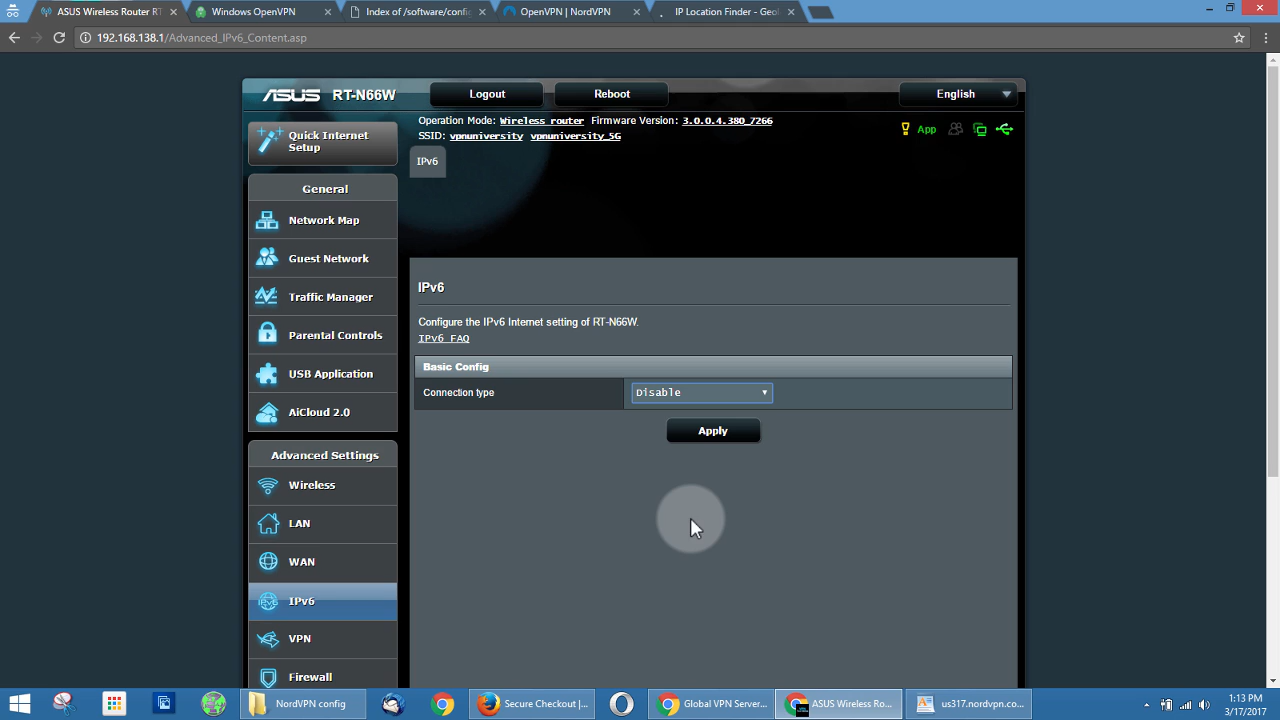 ASUS Wireless Router RT
Windows OpenVPN
Index of /software/config
OpenVPN | NordVPN
IP Location Finder - Geol
192.168.138.1/Advanced_IPv6_Content.asp
ASUS RT-N66W
Logout
Reboot
English
Quick Internet
Setup
Operation Mode: Wireless router Firmware Version: 3.0.0.4.380_7266
SSID: vpnuniversity vpnuniversity_5G
App
IPv6
General
Network Map
Guest Network
Traffic Manager
Parental Controls
USB Application
AiCloud 2.0
Advanced Settings
Wireless
LAN
WAN
IPv6
VPN
Firewall
IPv6
Configure the IPv6 Internet setting of RT-N66W.
IPv6 FAQ
Basic Config
Connection type
Disable
Apply
NordVPN config
Secure Checkout |...
Global VPN Server...
ASUS Wireless Ro...
us317.nordvpn.co...
1:13 PM
3/17/2017